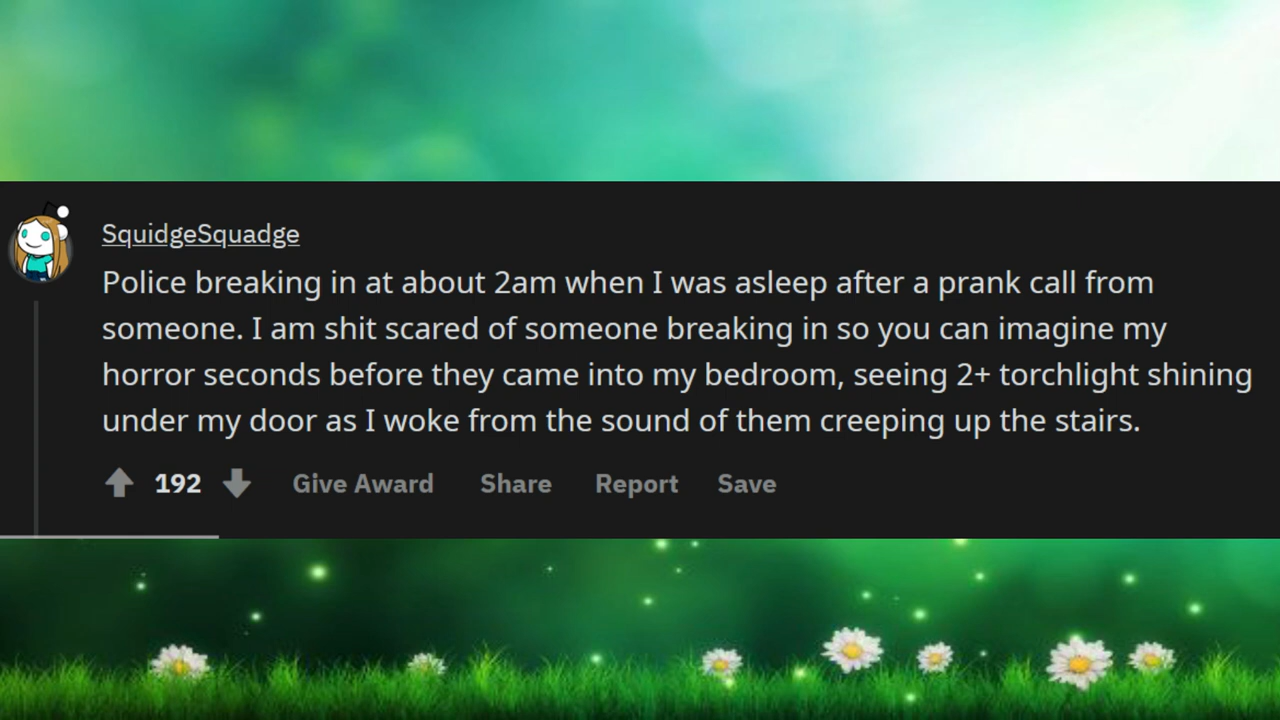 SquidgeSquadge
Police breaking in at about 2am when I was asleep after a prank call from
someone. I am shit scared of someone breaking in so you can imagine my
horror seconds before they came into my bedroom, seeing 2+ torchlight shining
under my door as I woke from the sound of them creeping up the stairs.
192 Give Award Share Report Save